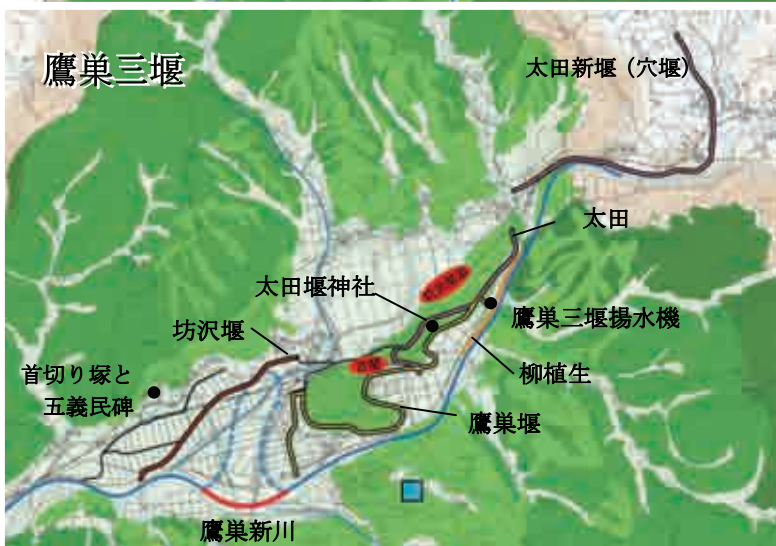 鷹巣三堰
太田新堰（穴堰）
太田
太田堰神社
鷹巣三堰揚水機
坊沢堰
柳植生
首切り塚と
五義民碑
鷹巣堰
鷹巣新川